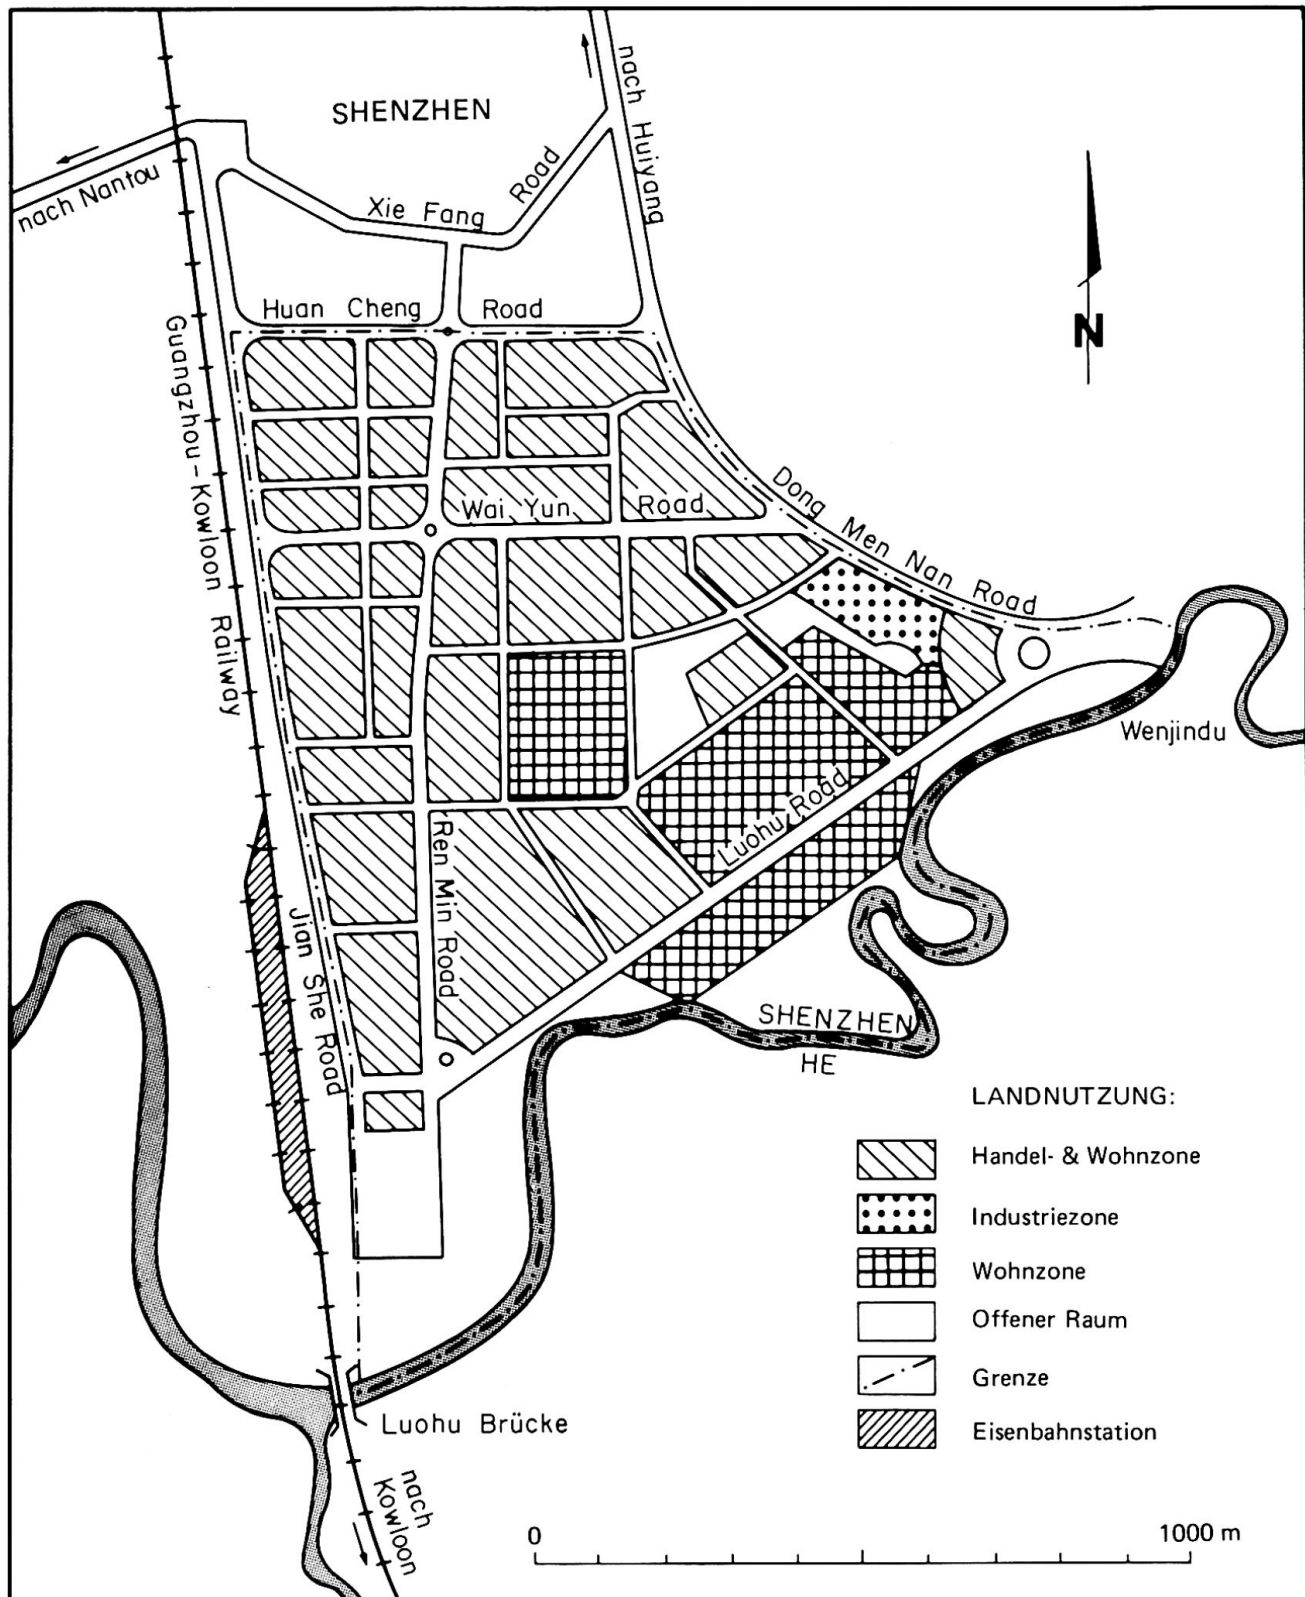 SHENZHEN
nach Huiyang
nach Nantou
Xie Fang Road
Huan Cheng Road
Guangzhou-Kowloon Railway
N
Wai Yun Road
Dong Men Nan Road
Wenjindu
Luohu Road
Ren Min Road
Jian She Road
SHENZHEN
HE
LANDNUTZUNG:
Handel- & Wohnzone
Industriezone
Wohnzone
Offener Raum
Grenze
Eisenbahnstation
Luohu Brücke
nach
Kowloon
0
1000 m